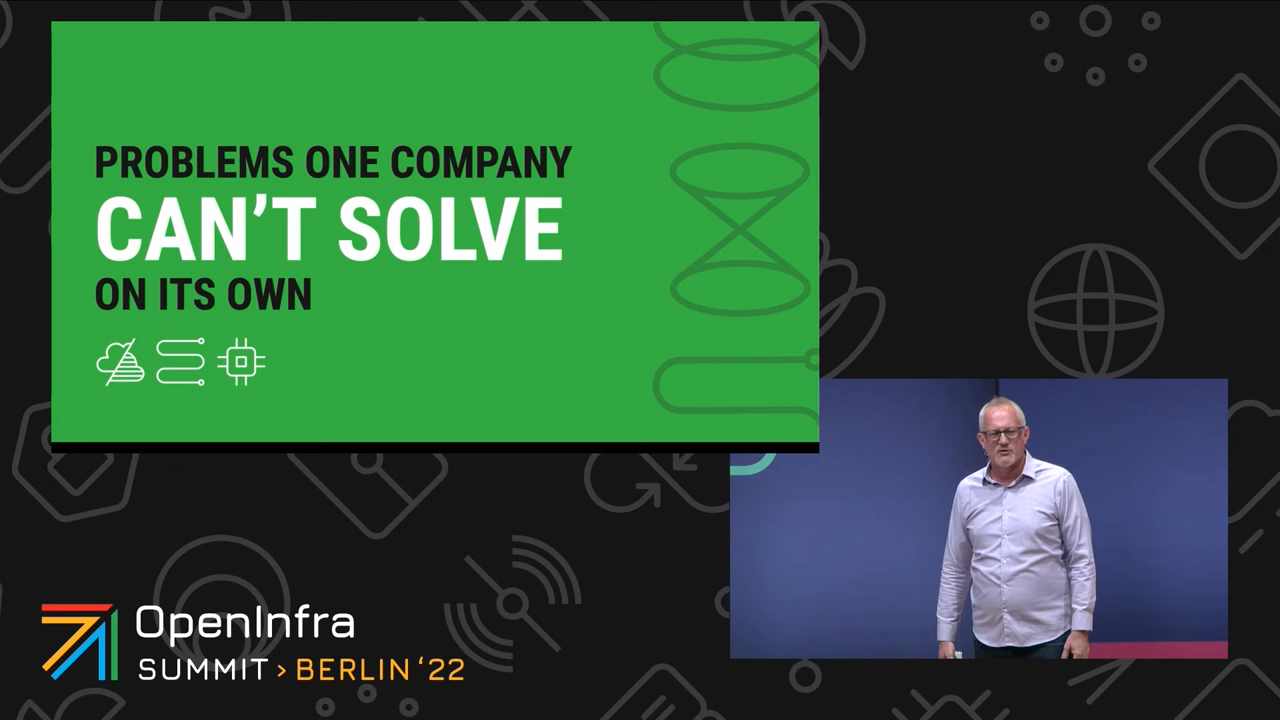 PROBLEMS ONE COMPANY
CAN'T SOLVE
ON ITS OWN
OpenInfra
SUMMIT > BERLIN '22